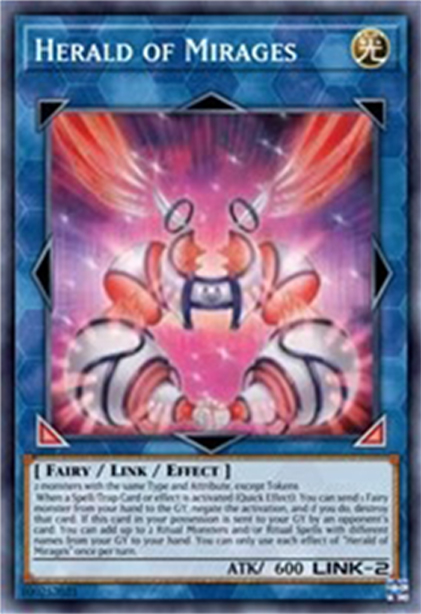 HERALD OF MIRAGES
光
[ FAIRY / LINK / EFFECT ]
2 monsters with the same Type and Attribute, except Tokens
When a Spell/Trap Card or effect is activated (Quick Effect): You can send 1 Fairy
monster from your hand to the GY, negate the activation, and if you do, destroy
that card. If this card in your possession is sent to your GY by an opponent's
card: You can add up to 2 Ritual Monsters and/or Ritual Spells with different
names from your GY to your hand. You can only use each effect of "Herald of
Mirages" once per turn.
ATK/ 600 LINK-2